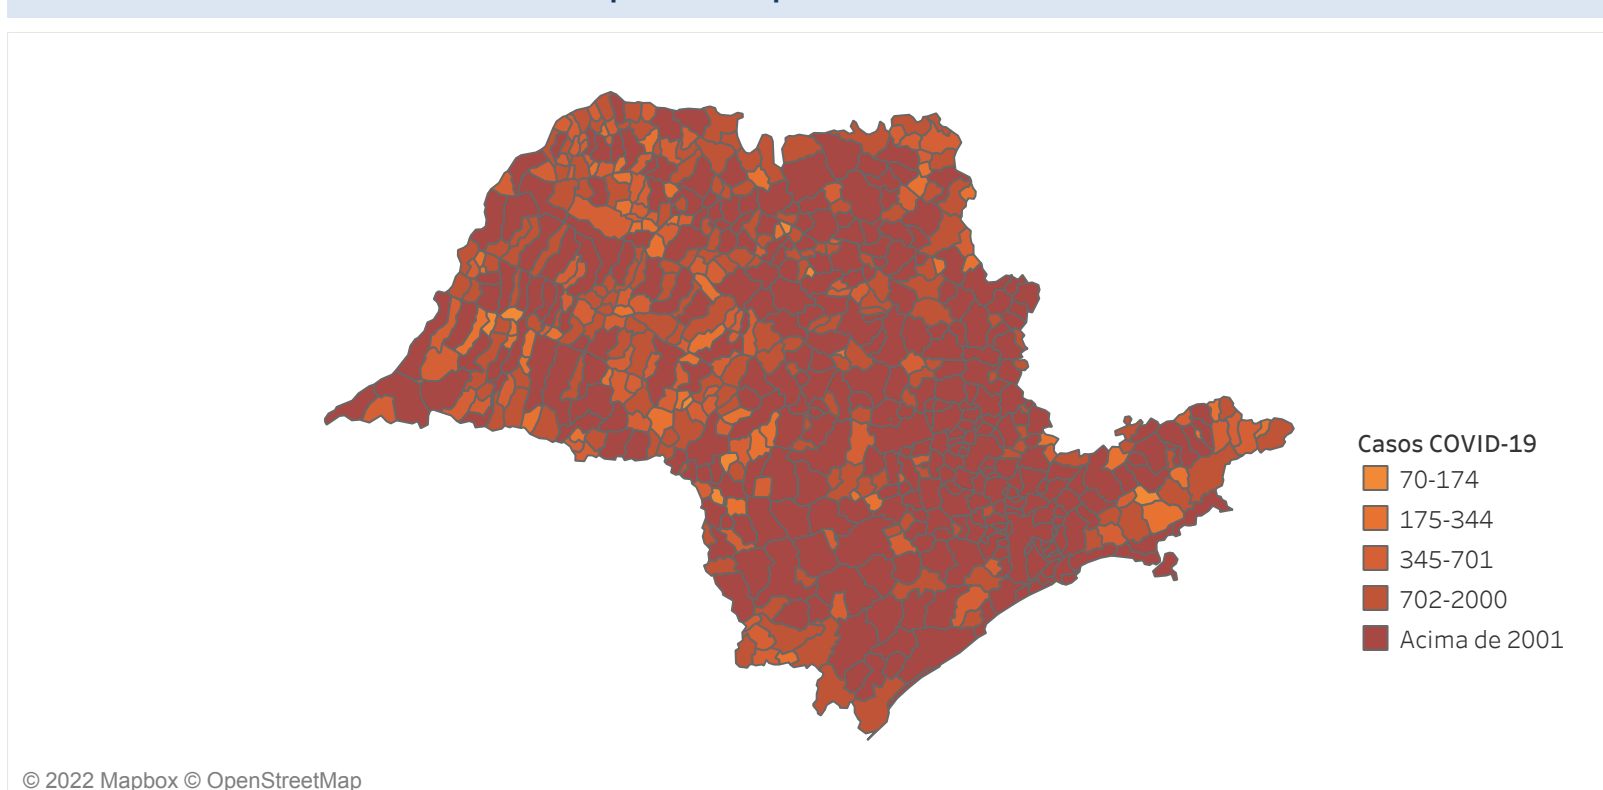 Casos COVID-19
70-174
175-344
345-701
702-2000
Acima de 2001
© 2022 Mapbox © OpenStreetMap